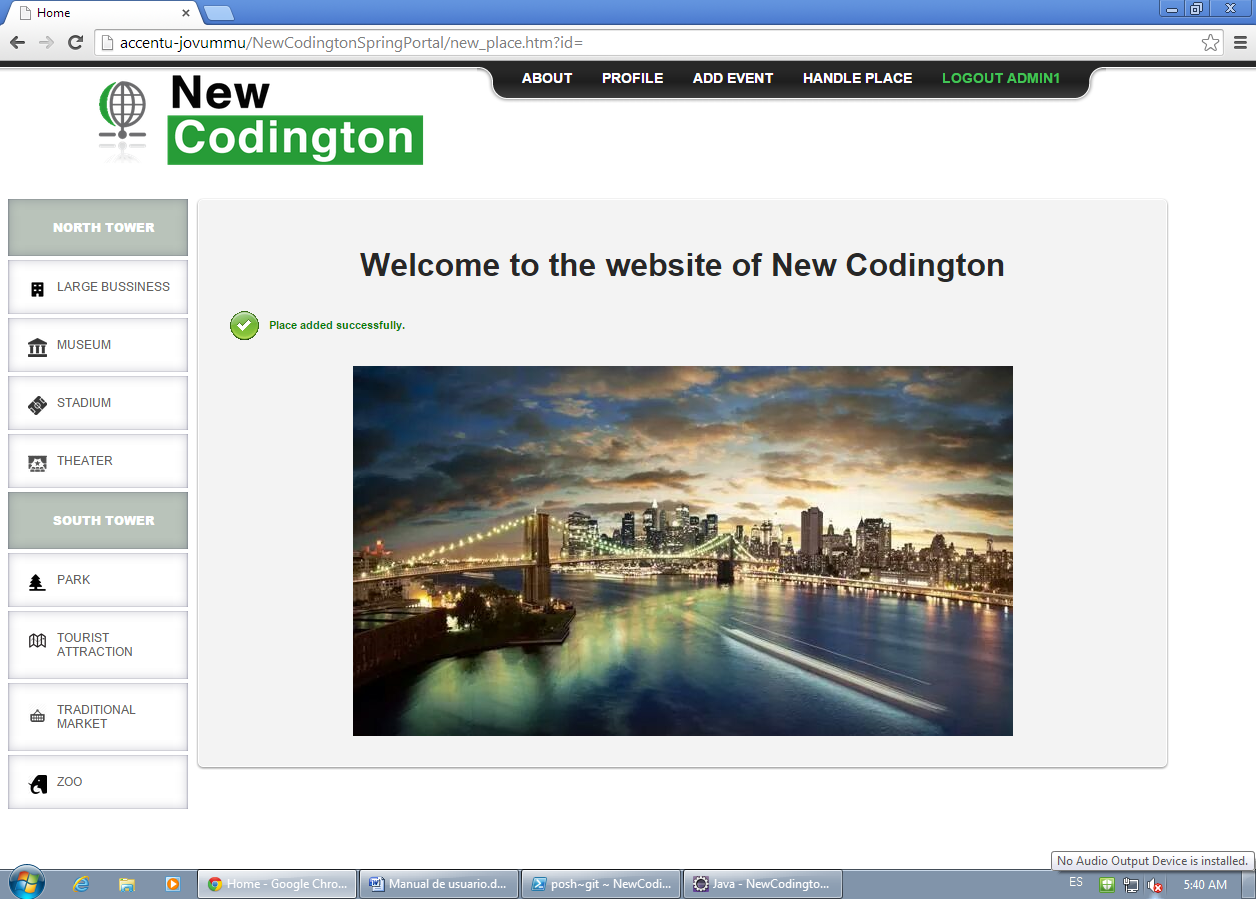 Home
accentu-jovummu/NewCodingtonSpringPortal/new_place.htm?id=
ABOUT PROFILE ADD EVENT HANDLE PLACE LOGOUT ADMIN1
New
Codington
NORTH TOWER
LARGE BUSSINESS
MUSEUM
STADIUM
THEATER
SOUTH TOWER
PARK
TOURIST
ATTRACTION
TRADITIONAL
MARKET
ZOO
Welcome to the website of New Codington
Place added successfully.
No Audio Output Device is installed.
Home - Google Chro...
Manual de usuario.d...
posh~git ~ NewCodi...
Java - NewCodingto...
ES
5:40 AM